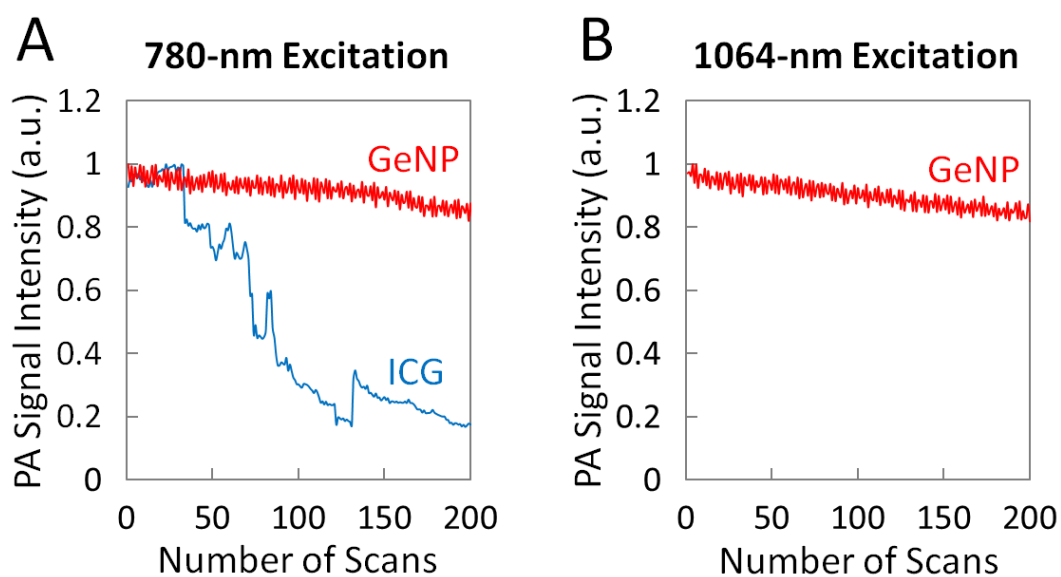 A
780-nm Excitation
PA Signal Intensity (a.u.)
1.2
1
0.8
0.6
0.4
0.2
0
GeNP
ICG
0 50 100 150 200
Number of Scans
B
1064-nm Excitation
PA Signal Intensity (a.u.)
1.2
1
0.8
0.6
0.4
0.2
0
GeNP
0 50 100 150 200
Number of Scans